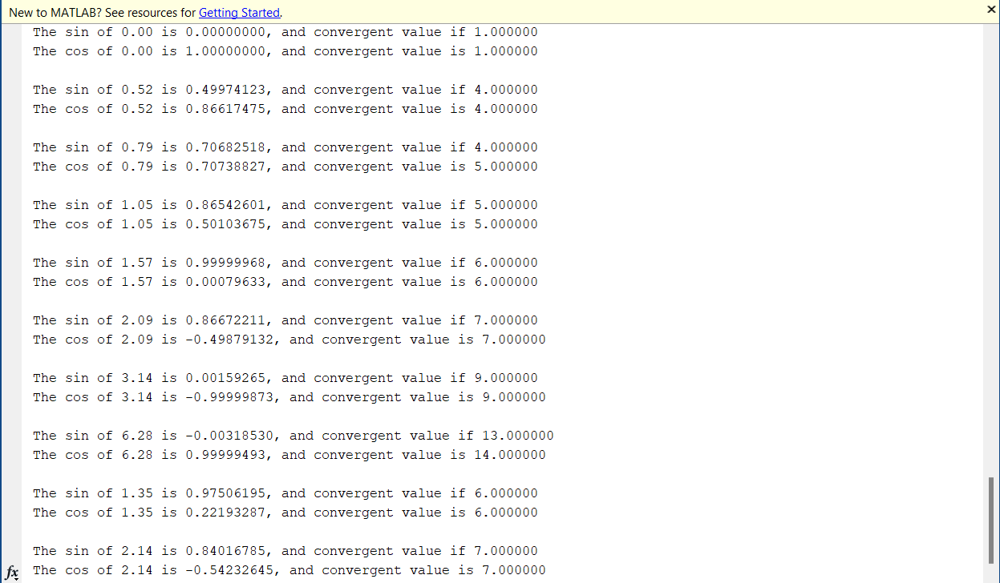 New to MATLAB? See resources for Getting Started.
The sin of 0.00 is 0.00000000, and convergent value if 1.000000
The cos of 0.00 is 1.00000000, and convergent value is 1.000000
The sin of 0.52 is 0.49974123, and convergent value if 4.000000
The cos of 0.52 is 0.86617475, and convergent value is 4.000000
The sin of 0.79 is 0.70682518, and convergent value if 4.000000
The cos of 0.79 is 0.70738827, and convergent value is 5.000000
The sin of 1.05 is 0.86542601, and convergent value if 5.000000
The cos of 1.05 is 0.50103675, and convergent value is 5.000000
The sin of 1.57 is 0.99999968, and convergent value if 6.000000
The cos of 1.57 is 0.00079633, and convergent value is 6.000000
The sin of 2.09 is 0.86672211, and convergent value if 7.000000
The cos of 2.09 is -0.49879132, and convergent value is 7.000000
The sin of 3.14 is 0.00159265, and convergent value if 9.000000
The cos of 3.14 is -0.99999873, and convergent value is 9.000000
The sin of 6.28 is -0.00318530, and convergent value if 13.000000
The cos of 6.28 is 0.99999493, and convergent value is 14.000000
The sin of 1.35 is 0.97506195, and convergent value if 6.000000
The cos of 1.35 is 0.22193287, and convergent value is 6.000000
The sin of 2.14 is 0.84016785, and convergent value if 7.000000
fx The cos of 2.14 is -0.54232645, and convergent value is 7.000000